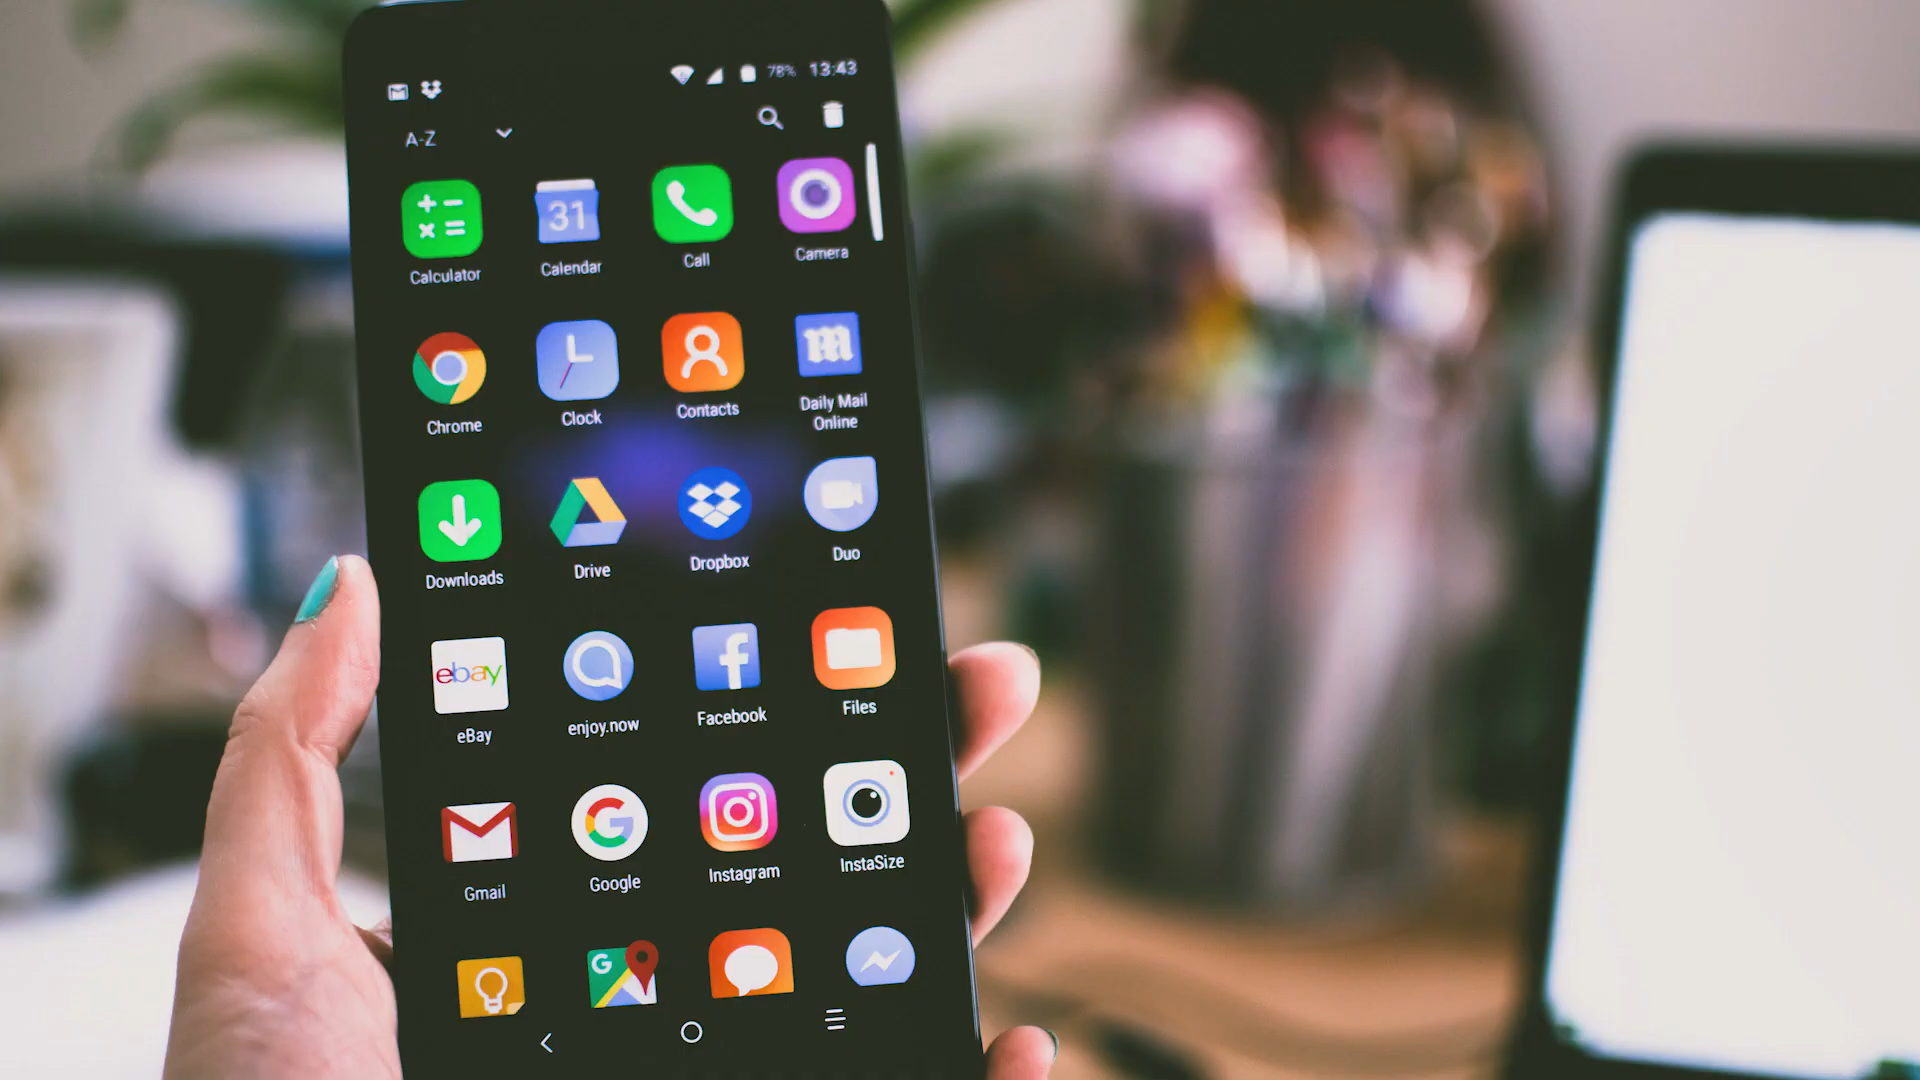 78% 13:43
A-Z
31
Calculator Calendar Call Camera
Chrome Clock Contacts Daily Mail
Online
Downloads Drive Dropbox Duo
ebay
eBay enjoy.now Facebook Files
Gmail Google Instagram InstaSize